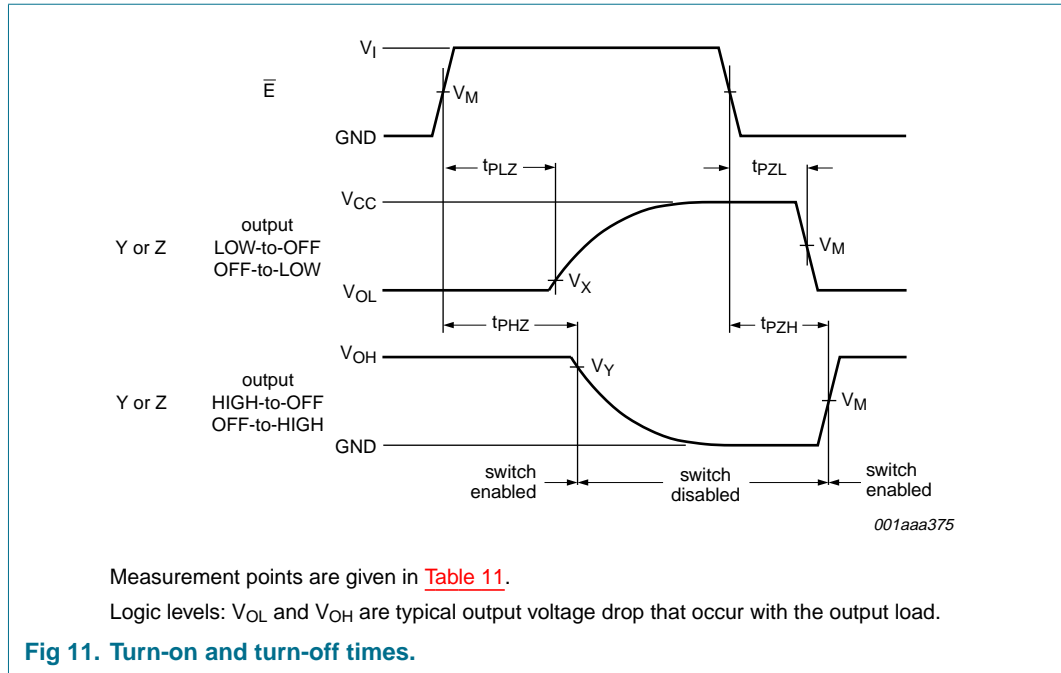 VI
E̅
VM
GND
tPLZ
tPZL
VCC
output
Y or Z
LOW-to-OFF
OFF-to-LOW
VM
VX
VOL
tPHZ
tPZH
VOH
VY
output
Y or Z
HIGH-to-OFF
OFF-to-HIGH
VM
GND
switch
enabled
switch
disabled
switch
enabled
001aaa375
Measurement points are given in Table 11.
Logic levels: VOL and VOH are typical output voltage drop that occur with the output load.
Fig 11. Turn-on and turn-off times.